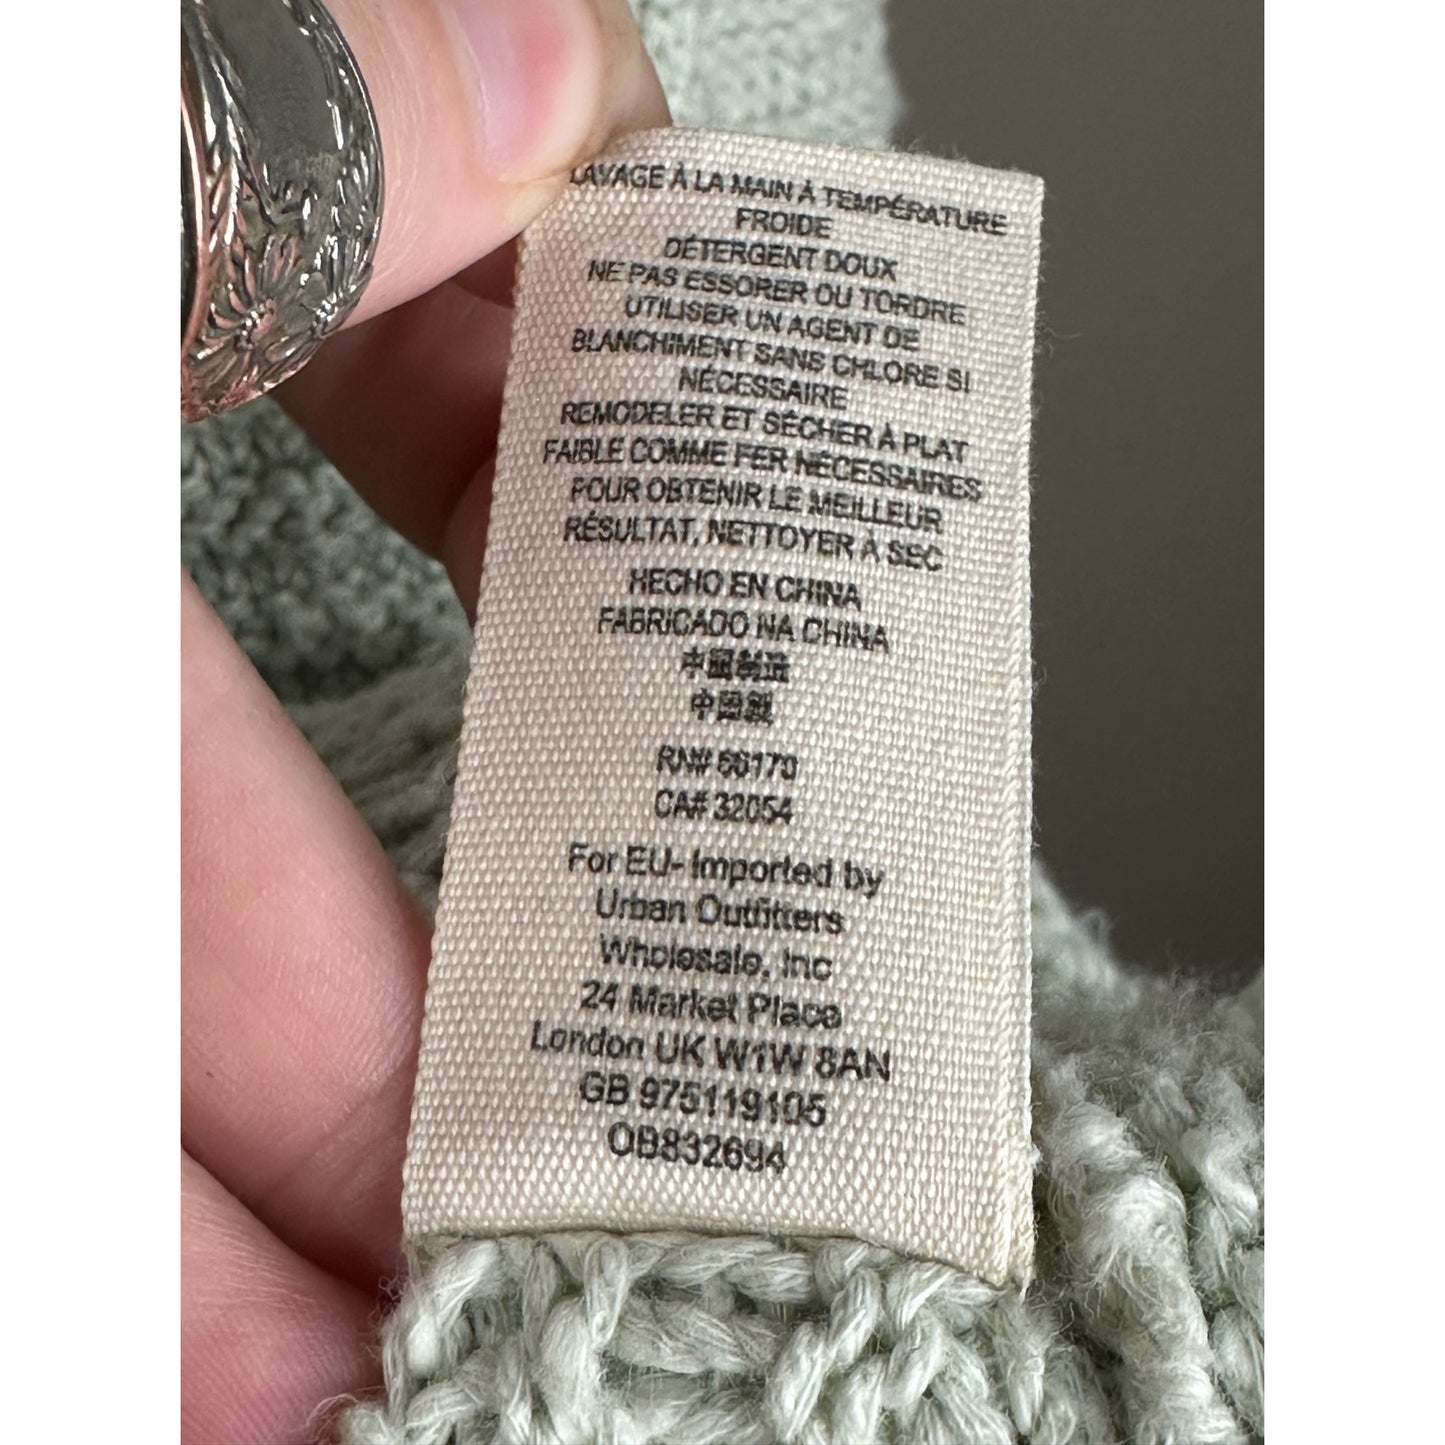 LAVAGE À LA MAIN À TEMPÉRATURE
FROIDE
DÉTERGENT DOUX
NE PAS ESSORER OU TORDRE
UTILISER UN AGENT DE
BLANCHIMENT SANS CHLORE SI
NÉCESSAIRE
REMODELER ET SÉCHER À PLAT
FAIBLE COMME FER NÉCESSAIRES
POUR OBTENIR LE MEILLEUR
RÉSULTAT, NETTOYER À SEC
HECHO EN CHINA
FABRICADO NA CHINA
中国制造
中国製
RN# 66170
CA# 32054
For EU- Imported by
Urban Outfitters
Wholesale, Inc
24 Market Place
London UK W1W 8AN
GB 975119105
OB832694